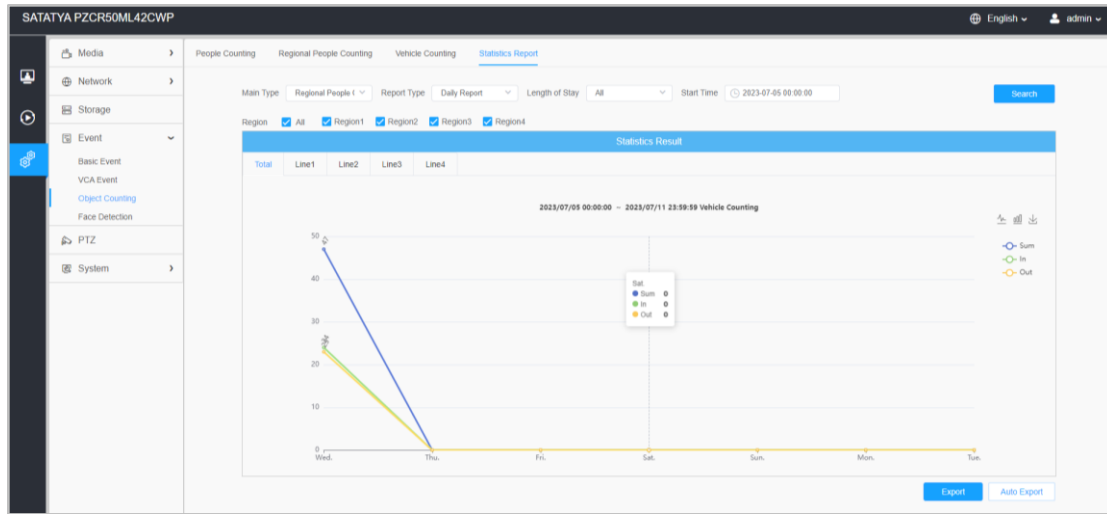 SATATYA PZCR50ML42CWP
English
admin
Media
Network
Storage
Event
Basic Event
VCA Event
Object Counting
Face Detection
PTZ
System
People Counting Regional People Counting Vehicle Counting Statistics Report
Main Type Regional People Report Type Daily Report Length of Stay All Start Time 2023-07-05 00:00:00 Search
Region All Region1 Region2 Region3 Region4
Statistics Result
Total Line1 Line2 Line3 Line4
2023/07/05 00:00:00 ~ 2023/07/11 23:59:59 Vehicle Counting
Sum
In
Out
50
40
30
20
10
0
Sat.
Sum 0
In 0
Out 0
Wed. Thu. Fri. Sat. Sun. Mon. Tue.
Export Auto Export